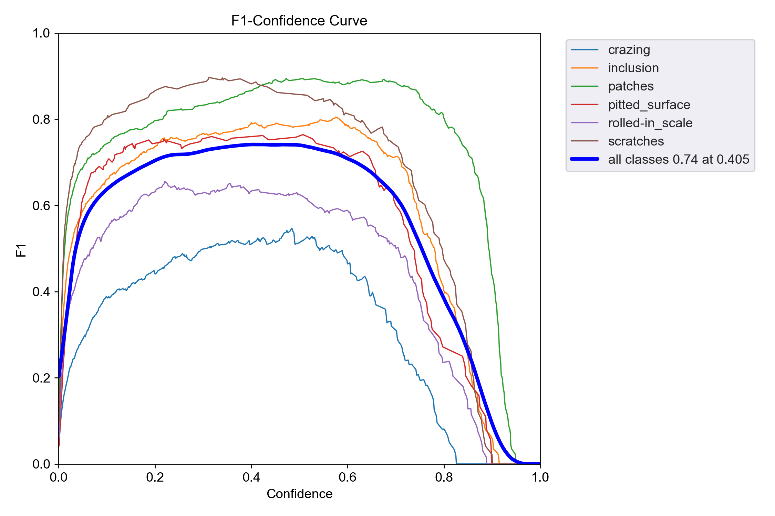 F1-Confidence Curve
1.0
0.8
0.6
0.4
0.2
0.0
F1
0.0 0.2 0.4 0.6 0.8 1.0
Confidence
crazing
inclusion
patches
pitted_surface
rolled-in_scale
scratches
all classes 0.74 at 0.405